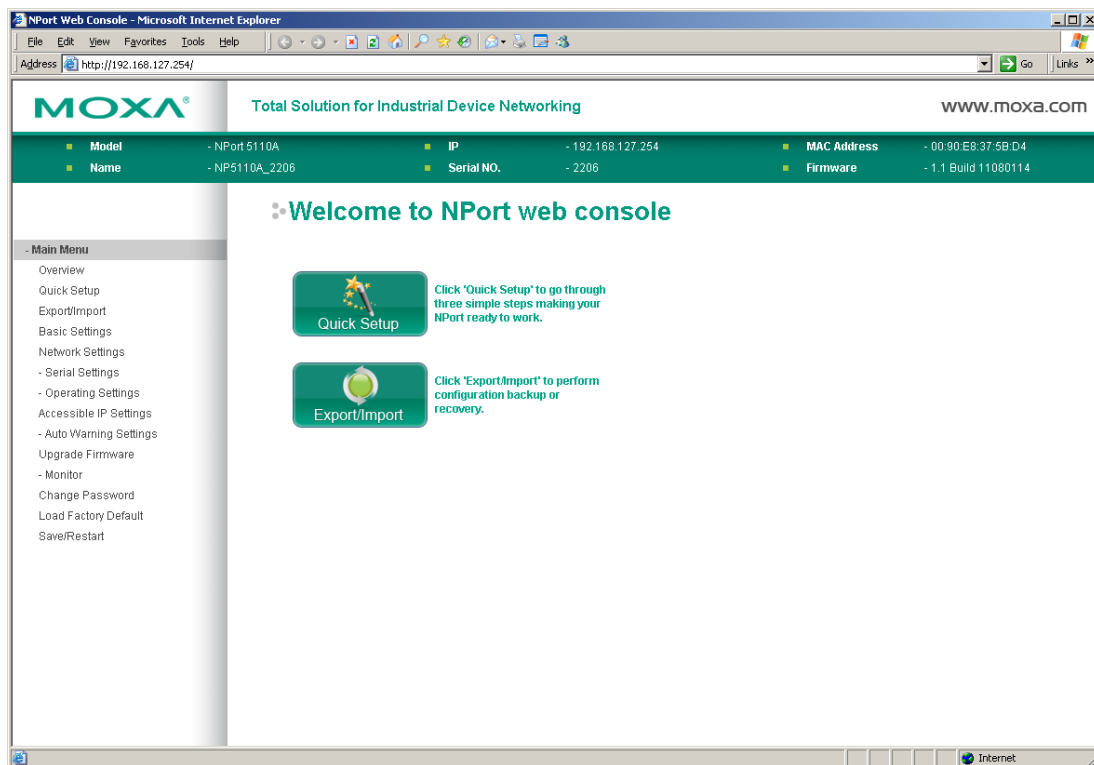 NPort Web Console - Microsoft Internet Explorer
File Edit View Favorites Tools Help
Address http://192.168.127.254/ Go Links »
MOXA® Total Solution for Industrial Device Networking www.moxa.com
Model - NPort 5110A IP - 192.168.127.254 MAC Address - 00:90:E8:37:5B:D4
Name - NP5110A_2206 Serial NO. - 2206 Firmware - 1.1 Build 11080114
Welcome to NPort web console
- Main Menu
Overview
Quick Setup
Export/Import
Basic Settings
Network Settings
- Serial Settings
- Operating Settings
Accessible IP Settings
- Auto Warning Settings
Upgrade Firmware
- Monitor
Change Password
Load Factory Default
Save/Restart
Quick Setup
Click 'Quick Setup' to go through
three simple steps making your
NPort ready to work.
Export/Import
Click 'Export/Import' to perform
configuration backup or
recovery.
Internet